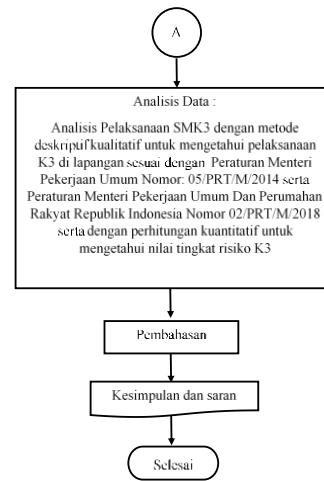 A
Analisis Data :
Analisis Pelaksanaan SMK3 dengan metode
deskriptif kualitatif untuk mengetahui pelaksanaan
K3 di lapangan sesuai dengan Peraturan Menteri
Pekerjaan Umum Nomor: 05/PRT/M/2014 serta
Peraturan Menteri Pekerjaan Umum Dan Perumahan
Rakyat Republik Indonesia Nomor 02/PRT/M/2018
serta dengan perhitungan kuantitatif untuk
mengetahui nilai tingkat risiko K3
Pembahasan
Kesimpulan dan saran
Selesai